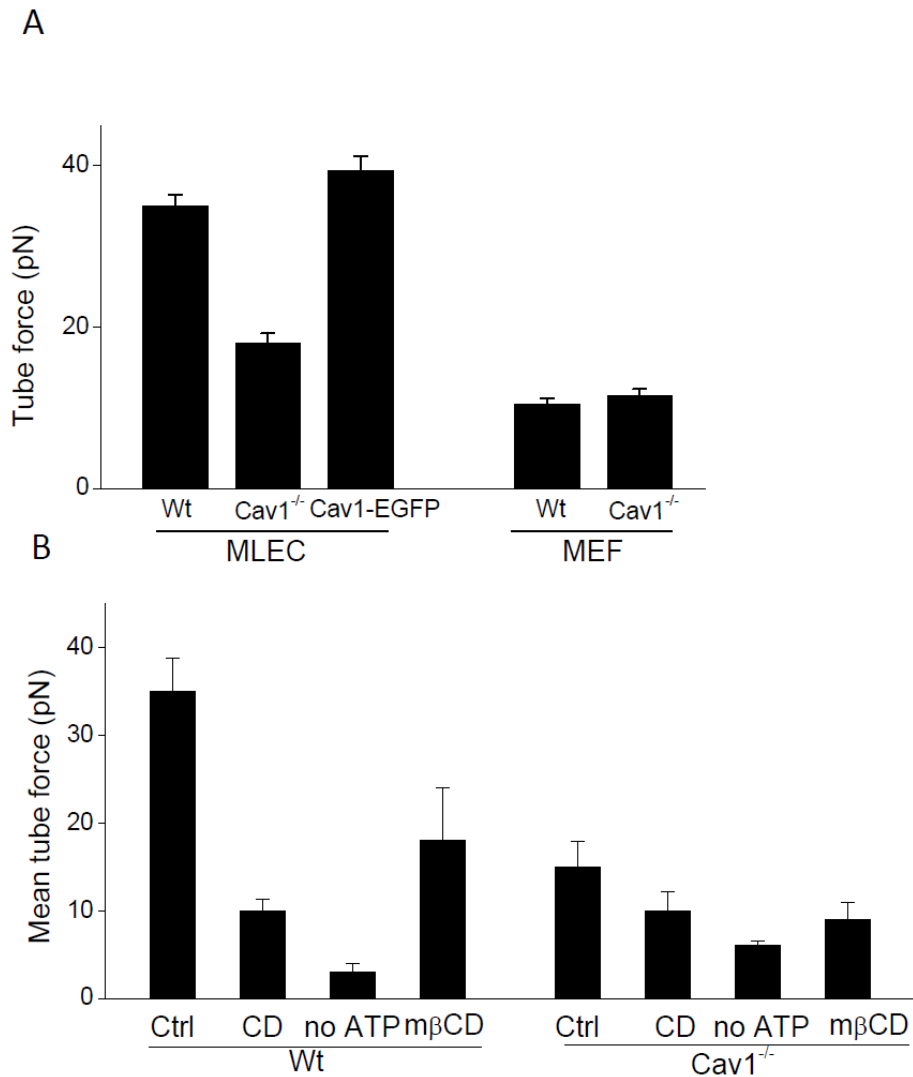 A
Tube force (pN)
40
20
0
Wt Cav1-/- Cav1-EGFP Wt Cav1-/-
MLEC MEF
B
Mean tube force (pN)
40
30
20
10
0
Ctrl CD no ATP mβCD Ctrl CD no ATP mβCD
Wt Cav1-/-